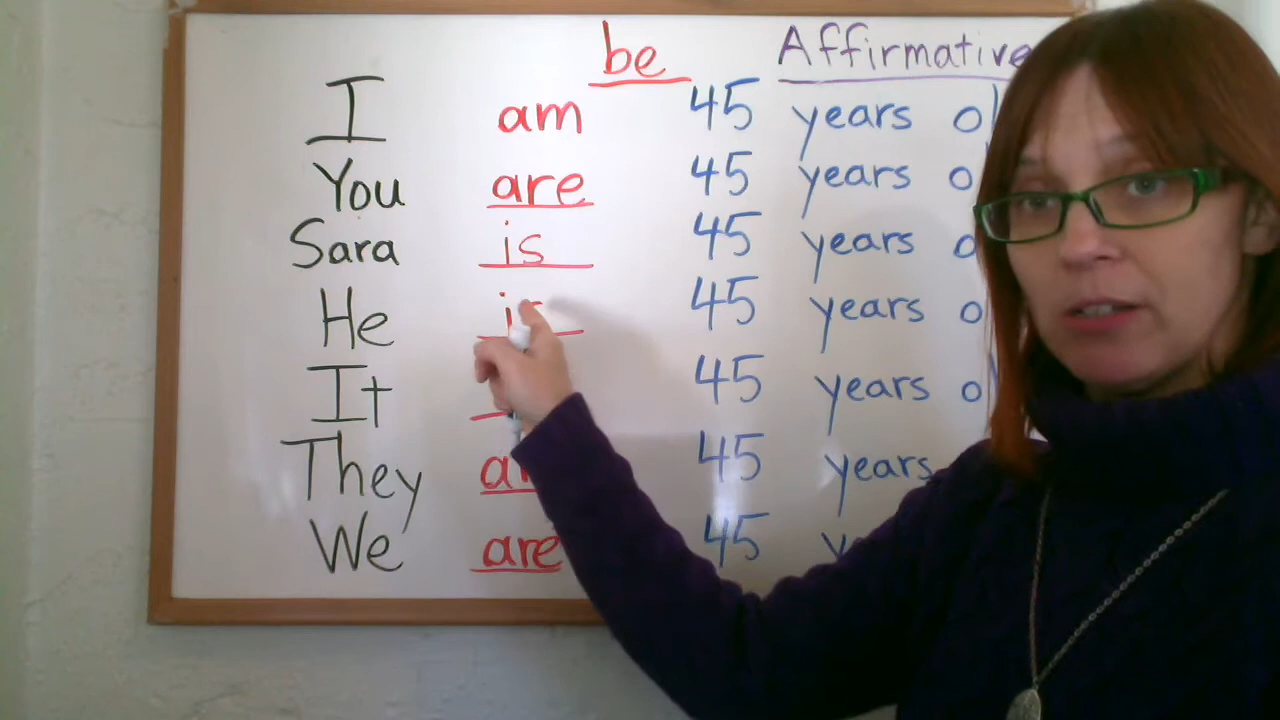 be Affirmative
I am 45 years
You are 45 years
Sara is 45 years
He is 45 years
It 45 years
They 45 years
We are 45